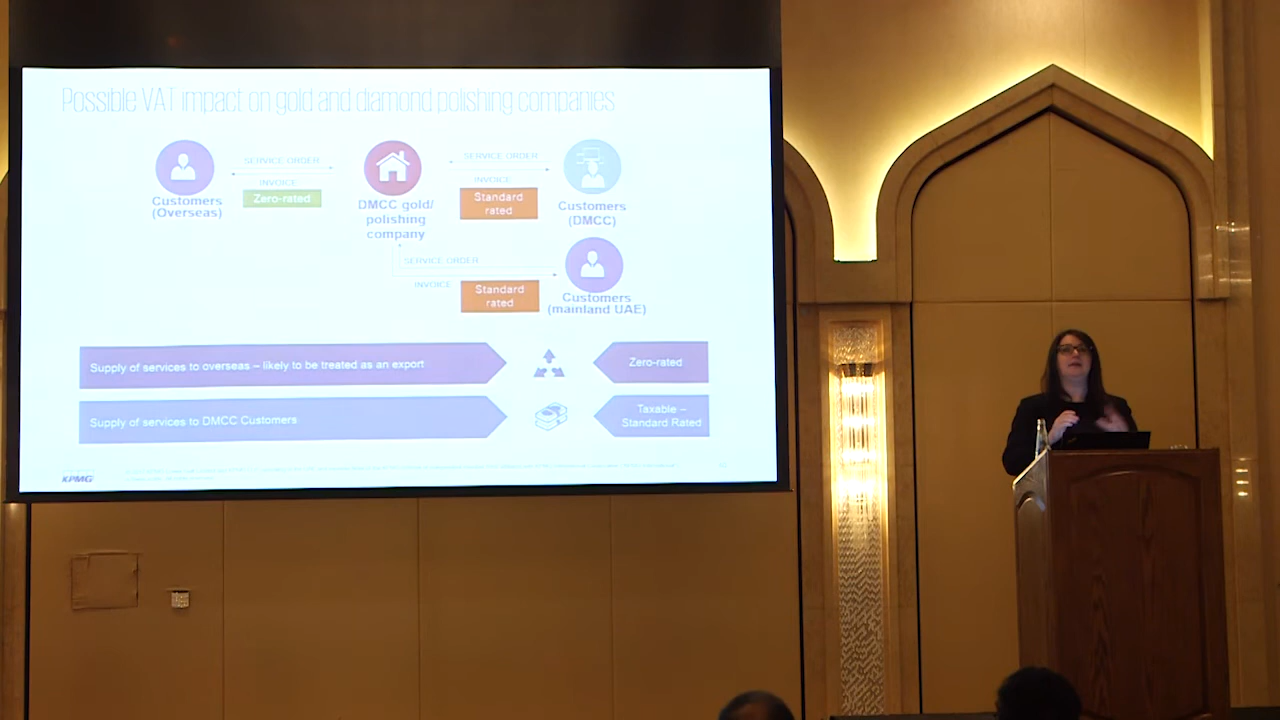 Possible VAT impact on gold and diamond polishing companies
SERVICE ORDER
INVOICE
Zero-rated
Customers
(Overseas)
DMCC gold/
polishing
company
SERVICE ORDER
INVOICE
Standard
rated
Customers
(DMCC)
SERVICE ORDER
INVOICE
Standard
rated
Customers
(mainland UAE)
Supply of services to overseas – likely to be treated as an export
Zero-rated
Supply of services to DMCC Customers
Taxable –
Standard Rated
KPMG